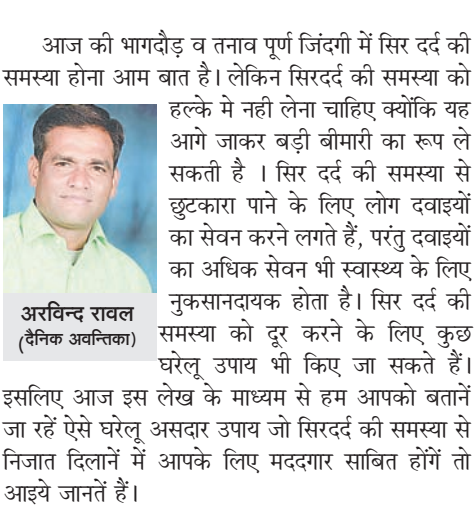 आज की भागदौड़ व तनाव पूर्ण जिंदगी में सिर दर्द की
समस्या होना आम बात है। लेकिन सिरदर्द की समस्या को
हल्के मे नही लेना चाहिए क्योंकि यह
आगे जाकर बड़ी बीमारी का रूप ले
सकती है । सिर दर्द की समस्या से
छुटकारा पाने के लिए लोग दवाइयों
का सेवन करने लगते हैं, परंतु दवाइयों
का अधिक सेवन भी स्वास्थ्य के लिए
नुकसानदायक होता है। सिर दर्द की
समस्या को दूर करने के लिए कुछ
घरेलू उपाय भी किए जा सकते हैं।
इसलिए आज इस लेख के माध्यम से हम आपको बतानें
जा रहें ऐसे घरेलू असदार उपाय जो सिरदर्द की समस्या से
निजात दिलानें में आपके लिए मददगार साबित होंगें तो
आइये जानतें हैं।
अरविन्द रावल
(दैनिक अवन्तिका)